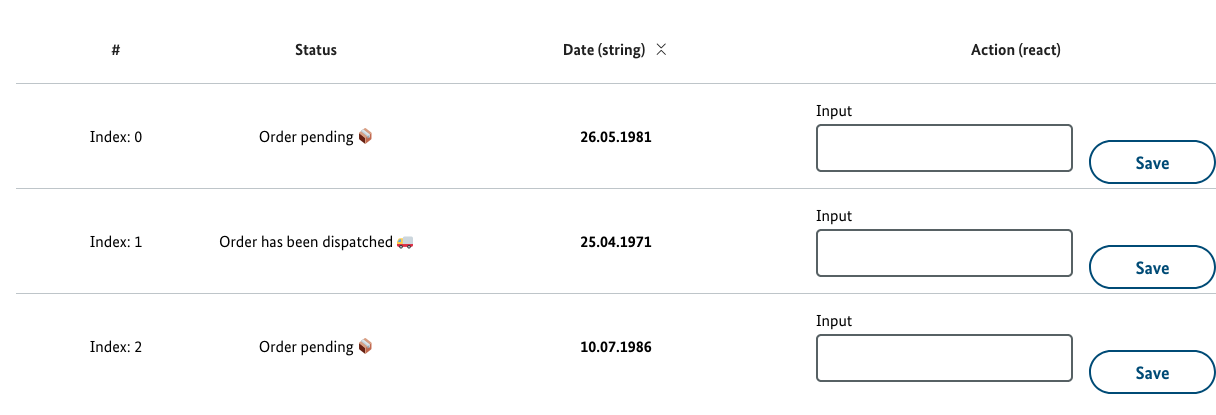 # Status Date (string) Action (react)
Input
Index: 0 Order pending 📦 26.05.1981
Save
Input
Index: 1 Order has been dispatched 🚚 25.04.1971
Save
Input
Index: 2 Order pending 📦 10.07.1986
Save